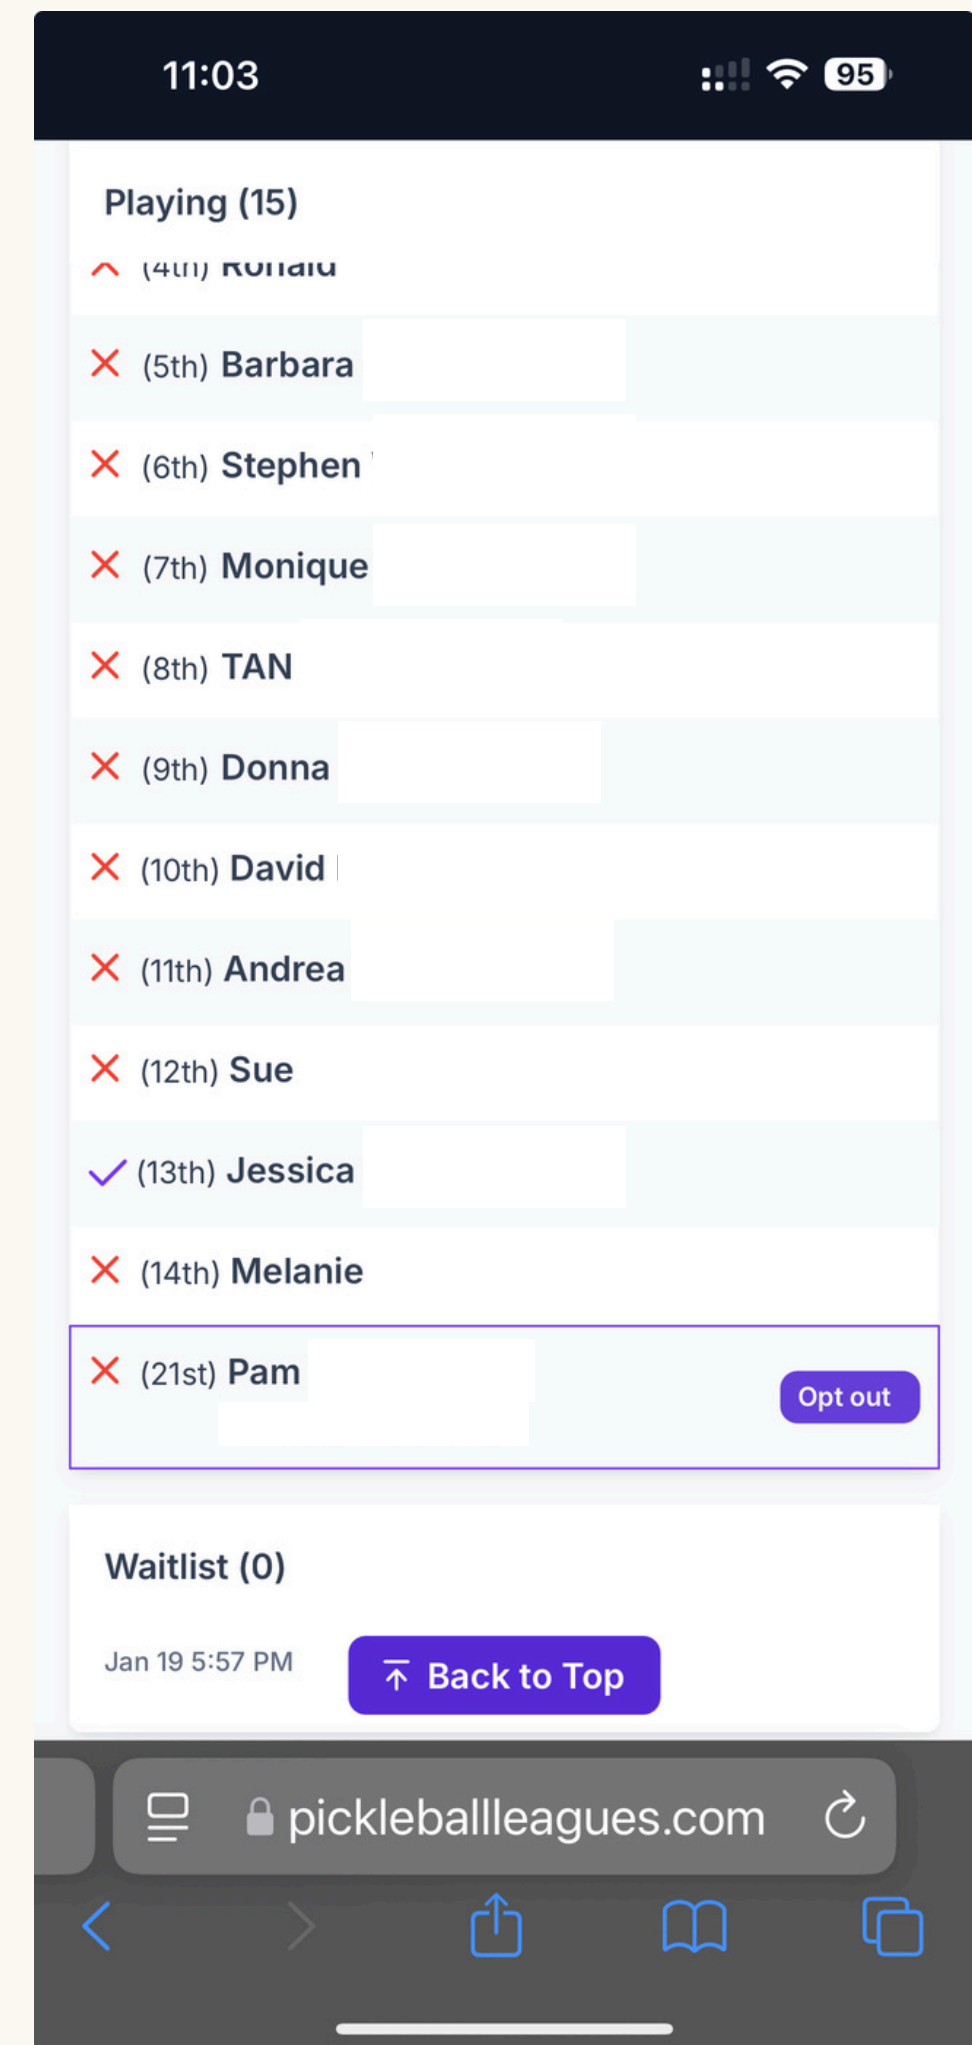 11:03
95
Playing (15)
(4th) Ronald
(5th) Barbara
(6th) Stephen
(7th) Monique
(8th) TAN
(9th) Donna
(10th) David
(11th) Andrea
(12th) Sue
(13th) Jessica
(14th) Melanie
(21st) Pam
Opt out
Waitlist (0)
Jan 19 5:57 PM
Back to Top
pickleballleagues.com